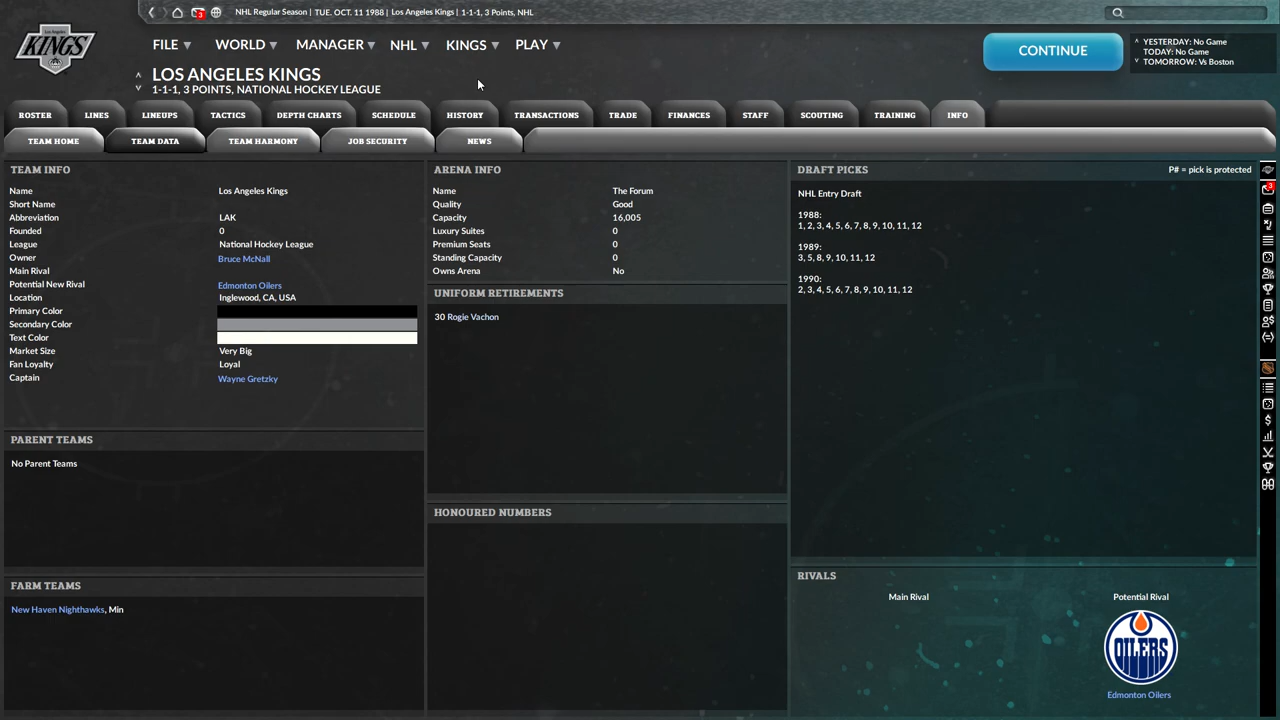 NHL Regular Season | TUE. OCT. 11 1988 | Los Angeles Kings | 1-1-1, 3 Points, NHL
3
KINGS
FILE WORLD MANAGER NHL KINGS PLAY
CONTINUE
YESTERDAY: No Game
TODAY: No Game
TOMORROW: Vs Boston
LOS ANGELES KINGS
1-1-1, 3 POINTS, NATIONAL HOCKEY LEAGUE
ROSTER LINES LINEUPS TACTICS DEPTH CHARTS SCHEDULE HISTORY TRANSACTIONS TRADE FINANCES STAFF SCOUTING TRAINING INFO
TEAM HOME TEAM DATA TEAM HARMONY JOB SECURITY NEWS
TEAM INFO
Name Los Angeles Kings
Short Name
Abbreviation LAK
Founded 0
League National Hockey League
Owner Bruce McNall
Main Rival
Potential New Rival Edmonton Oilers
Location Inglewood, CA, USA
Primary Color
Secondary Color
Text Color
Market Size Very Big
Fan Loyalty Loyal
Captain Wayne Gretzky
PARENT TEAMS
No Parent Teams
FARM TEAMS
New Haven Nighthawks, Min
ARENA INFO
Name The Forum
Quality Good
Capacity 16,005
Luxury Suites 0
Premium Seats 0
Standing Capacity 0
Owns Arena No
UNIFORM RETIREMENTS
30 Rogie Vachon
HONOURED NUMBERS
DRAFT PICKS P# = pick is protected
NHL Entry Draft
1988:
1, 2, 3, 4, 5, 6, 7, 8, 9, 10, 11, 12
1989:
3, 5, 8, 9, 10, 11, 12
1990:
2, 3, 4, 5, 6, 7, 8, 9, 10, 11, 12
RIVALS
Main Rival Potential Rival
OILERS
Edmonton Oilers
3